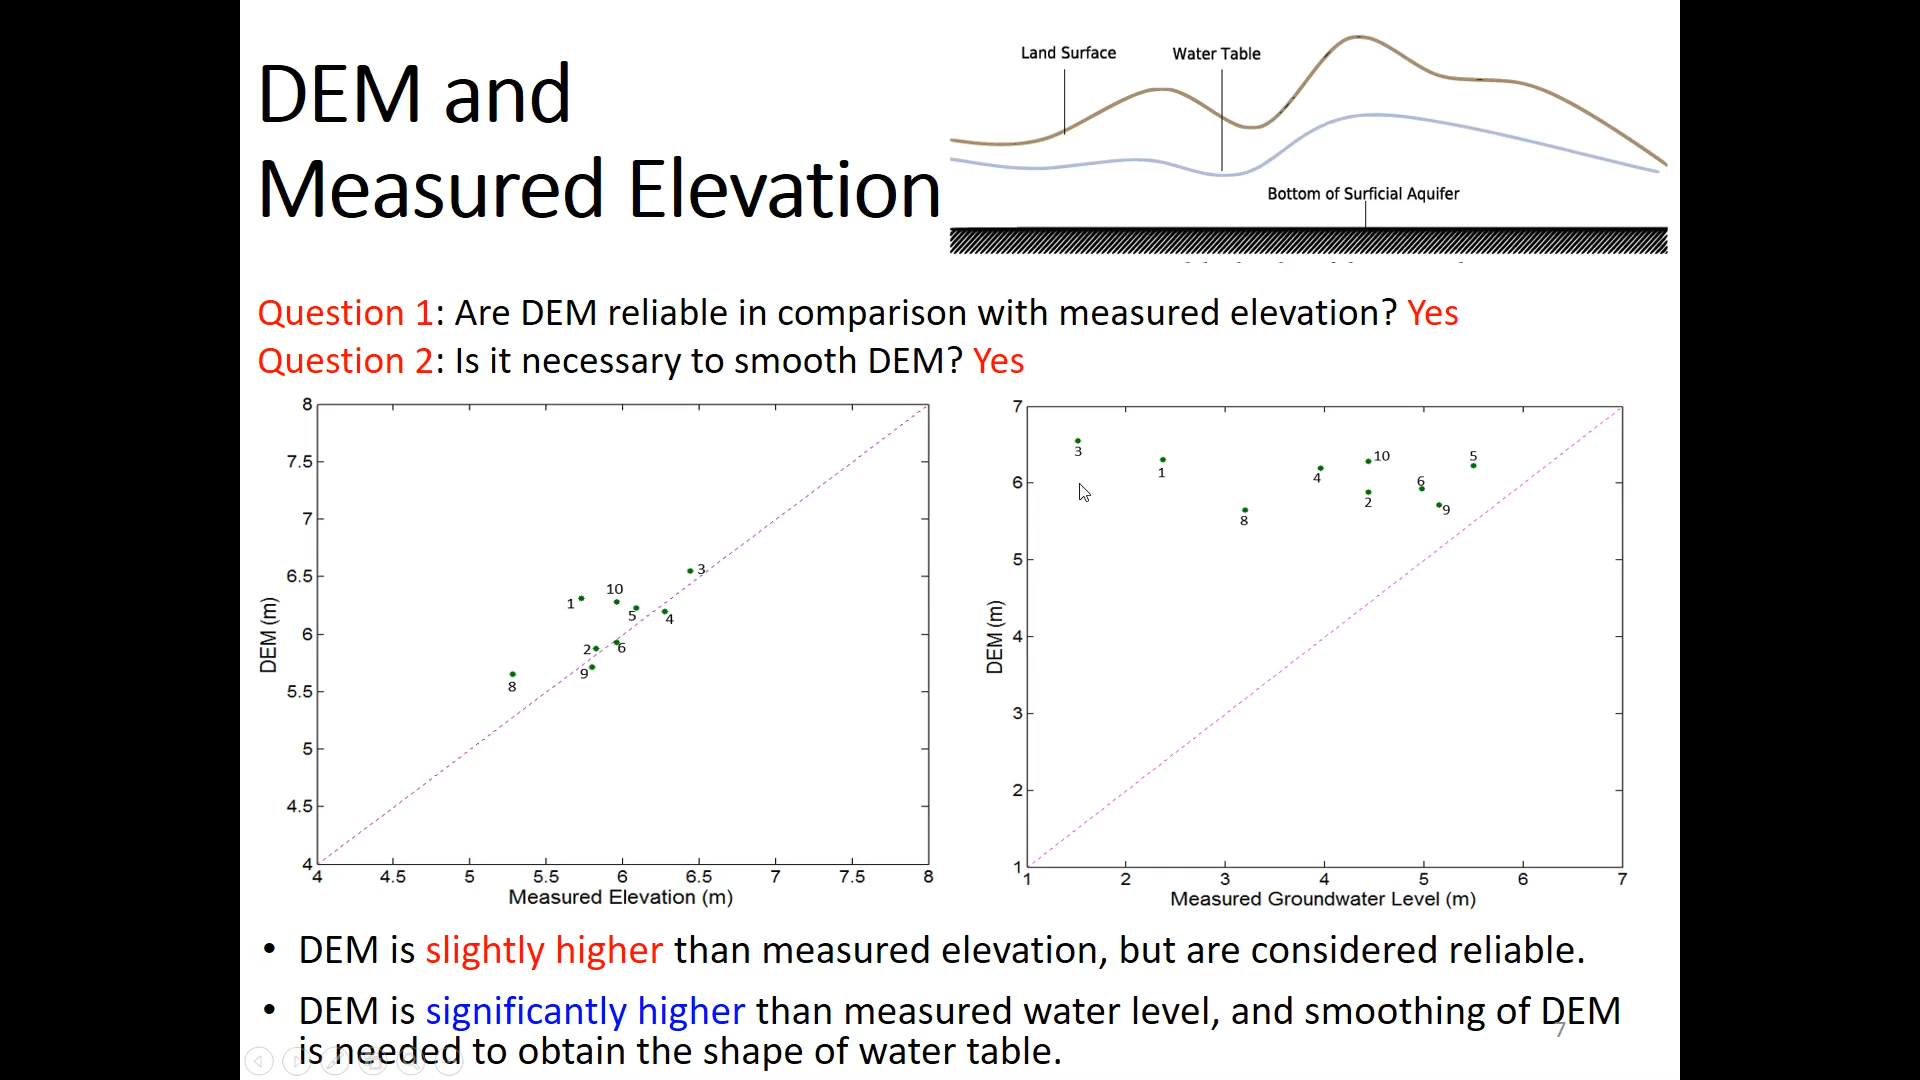 DEM and
Measured Elevation
Land Surface
Water Table
Bottom of Surficial Aquifer
Question 1: Are DEM reliable in comparison with measured elevation? Yes
Question 2: Is it necessary to smooth DEM? Yes
8
7.5
7
6.5
6
5.5
5
4.5
4
DEM (m)
3
10
1
5
4
2
6
9
8
4 4.5 5 5.5 6 6.5 7 7.5 8
Measured Elevation (m)
7
6
5
4
3
2
1
DEM (m)
3
1
10
5
4
6
2
9
8
1 2 3 4 5 6 7
Measured Groundwater Level (m)
• DEM is slightly higher than measured elevation, but are considered reliable.
• DEM is significantly higher than measured water level, and smoothing of DEM
is needed to obtain the shape of water table.
7